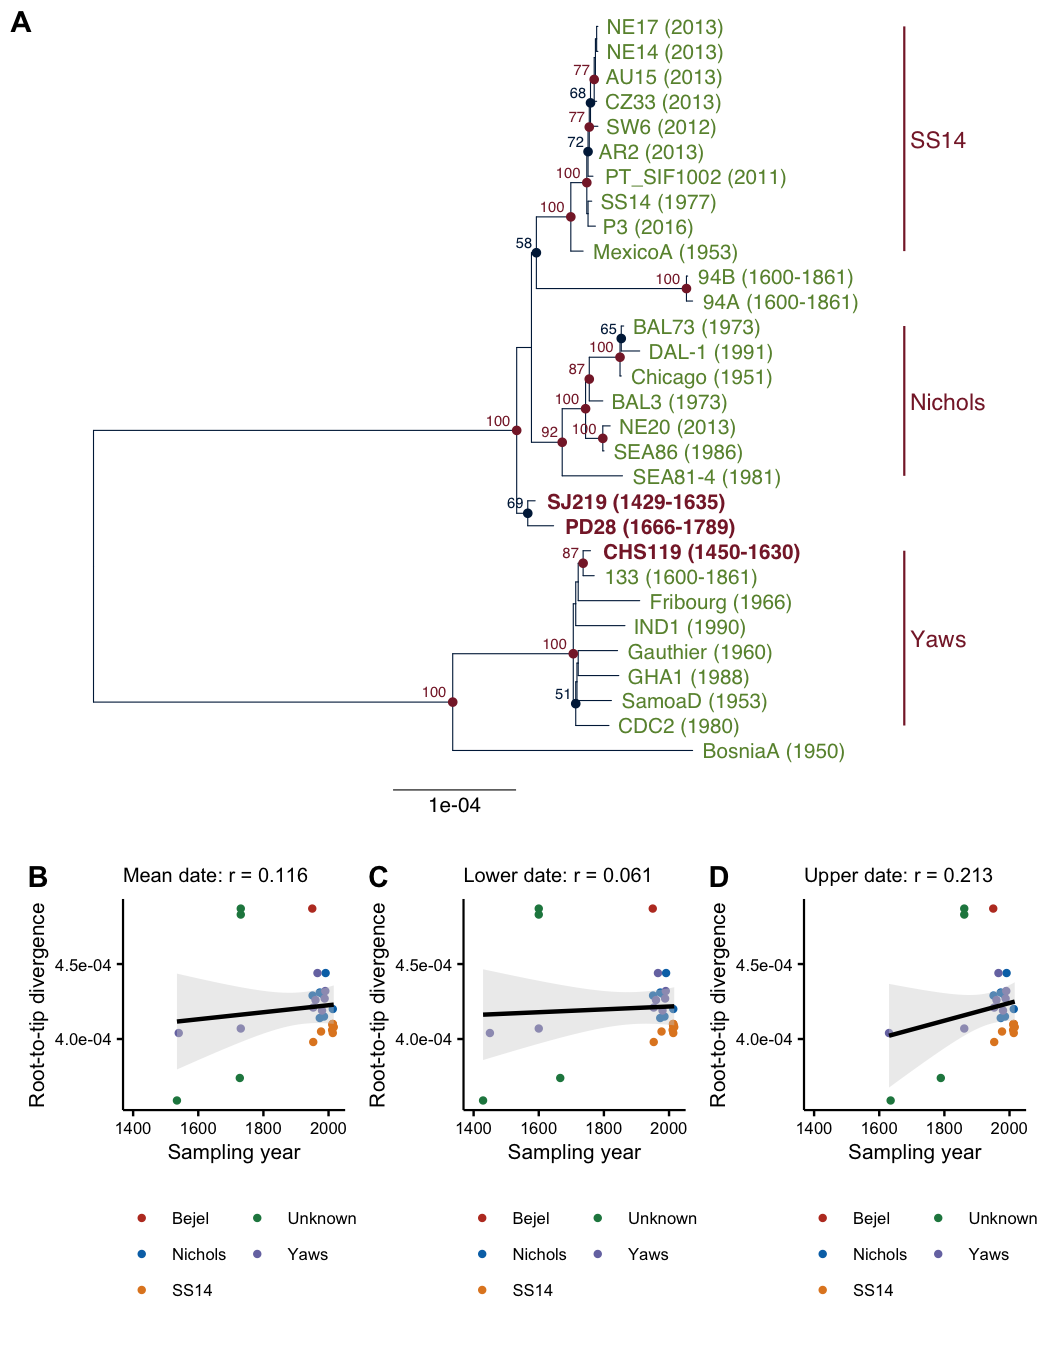 A
NE17 (2013)
NE14 (2013)
77
AU15 (2013)
68
CZ33 (2013)
77
SW6 (2012)
72
AR2 (2013)
SS14
100
PT_SIF1002 (2011)
100
SS14 (1977)
P3 (2016)
58
MexicoA (1953)
100
94B (1600-1861)
94A (1600-1861)
65
BAL73 (1973)
100
DAL-1 (1991)
87
Chicago (1951)
100
BAL3 (1973)
Nichols
100
92
100
NE20 (2013)
SEA86 (1986)
SEA81-4 (1981)
69
SJ219 (1429-1635)
PD28 (1666-1789)
87
CHS119 (1450-1630)
133 (1600-1861)
Fribourg (1966)
IND1 (1990)
Yaws
100
Gauthier (1960)
GHA1 (1988)
100
51
SamoaD (1953)
CDC2 (1980)
BosniaA (1950)
1e-04
B
Mean date: r = 0.116
Root-to-tip divergence
4.5e-04
4.0e-04
1400 1600 1800 2000
Sampling year
Bejel
Unknown
Nichols
Yaws
SS14
C
Lower date: r = 0.061
Root-to-tip divergence
4.5e-04
4.0e-04
1400 1600 1800 2000
Sampling year
Bejel
Unknown
Nichols
Yaws
SS14
D
Upper date: r = 0.213
Root-to-tip divergence
4.5e-04
4.0e-04
1400 1600 1800 2000
Sampling year
Bejel
Unknown
Nichols
Yaws
SS14